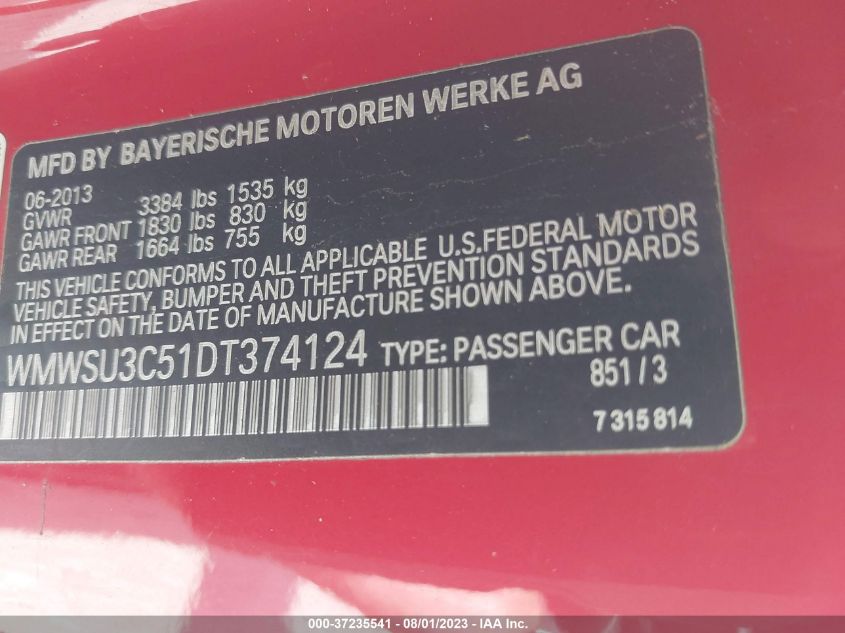 MFD BY BAYERISCHE MOTOREN WERKE AG
06-2013
GVWR 3384 lbs 1535 kg
GAWR FRONT 1830 lbs 830 kg
GAWR REAR 1664 lbs 755 kg
THIS VEHICLE CONFORMS TO ALL APPLICABLE U.S.FEDERAL MOTOR
VEHICLE SAFETY, BUMPER AND THEFT PREVENTION STANDARDS
IN EFFECT ON THE DATE OF MANUFACTURE SHOWN ABOVE.
WMWSU3C51DT374124 TYPE: PASSENGER CAR
851 / 3
7 315 814
000-37235541 - 08/01/2023 - IAA Inc.